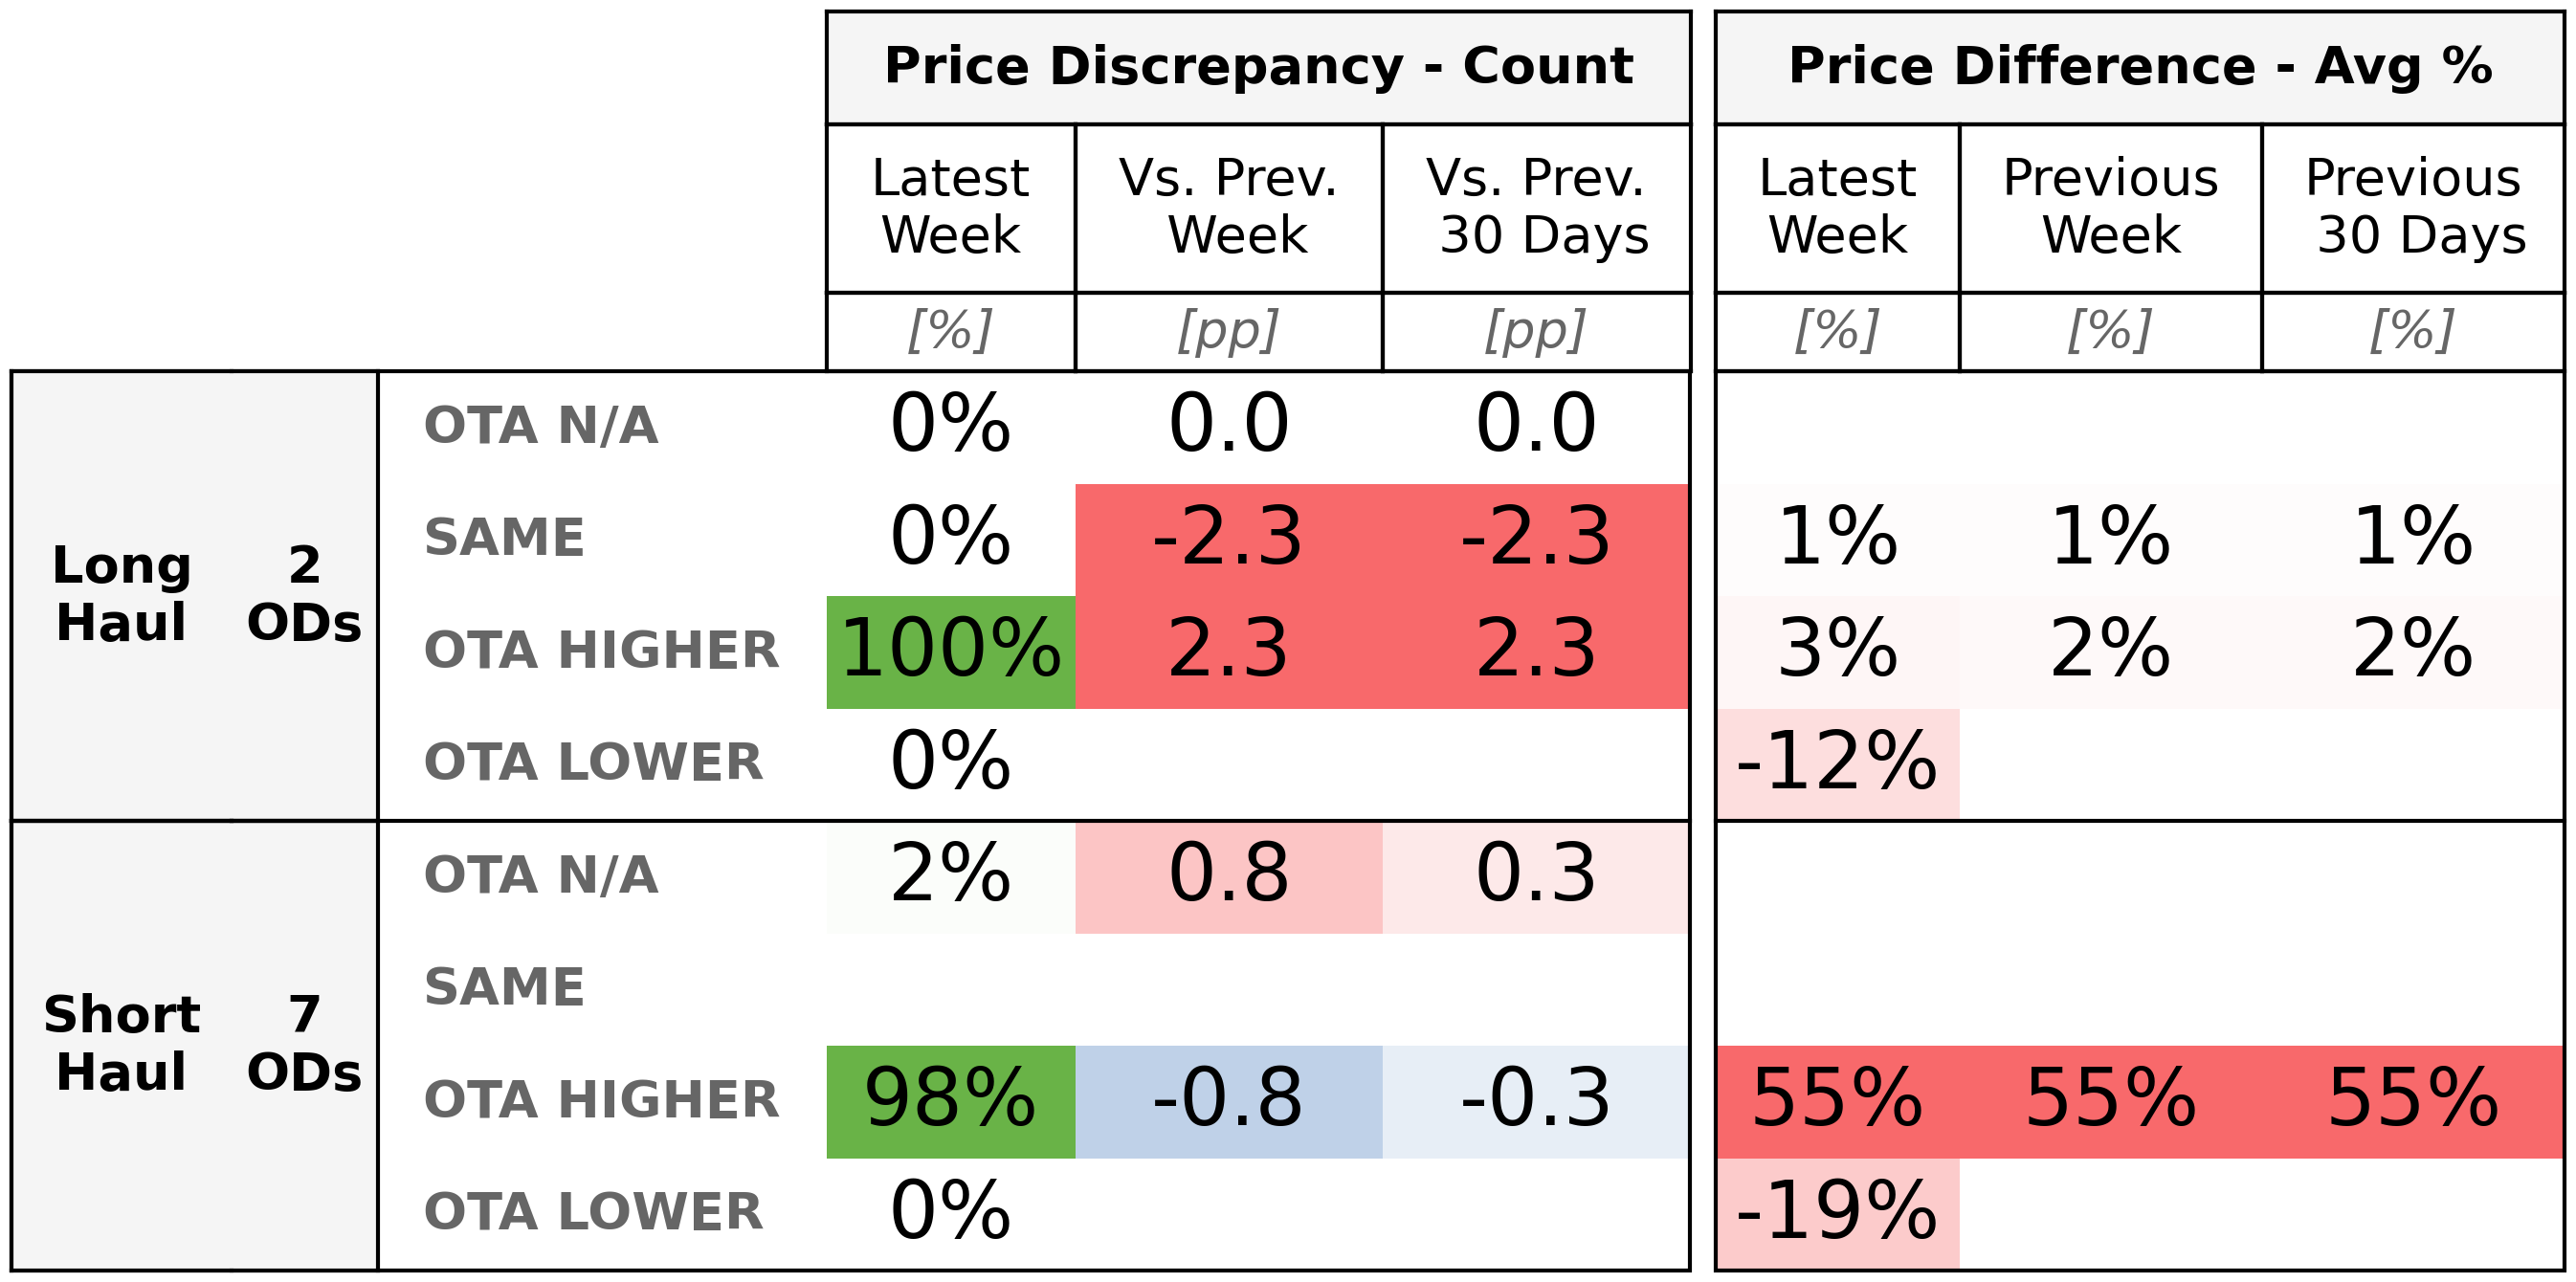 Price Discrepancy - Count Price Difference - Avg %
Latest Week Vs. Prev. Week Vs. Prev. 30 Days Latest Week Previous Week Previous 30 Days
[%] [pp] [pp] [%] [%] [%]
Long Haul 2 ODs
OTA N/A 0% 0.0 0.0
SAME 0% -2.3 -2.3 1% 1% 1%
OTA HIGHER 100% 2.3 2.3 3% 2% 2%
OTA LOWER 0% -12%
Short Haul 7 ODs
OTA N/A 2% 0.8 0.3
SAME
OTA HIGHER 98% -0.8 -0.3 55% 55% 55%
OTA LOWER 0% -19%